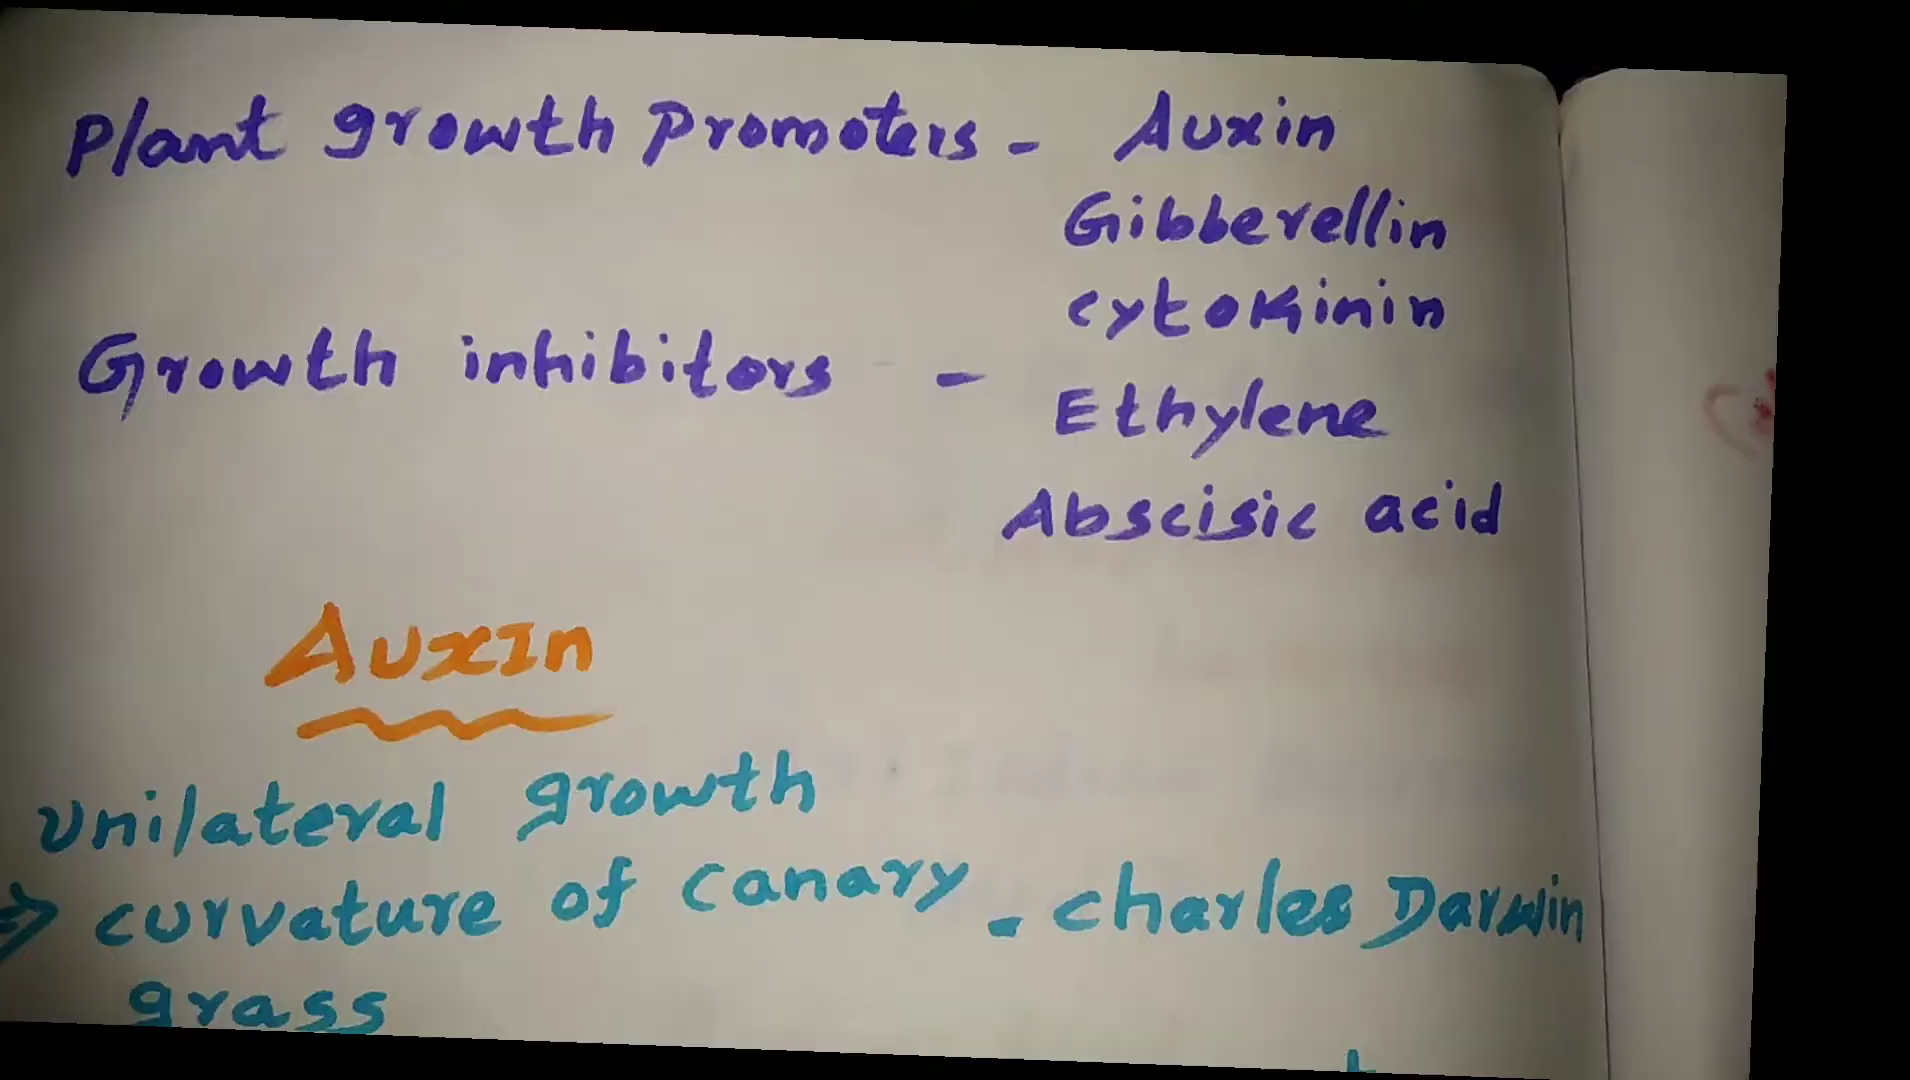 Plant growth Promoters - Auxin
Gibberellin
cytokinin
Growth inhibitors - Ethylene
Abscisic acid
AuxIn
Unilateral growth
⇒ curvature of canary - charles Darwin
grass